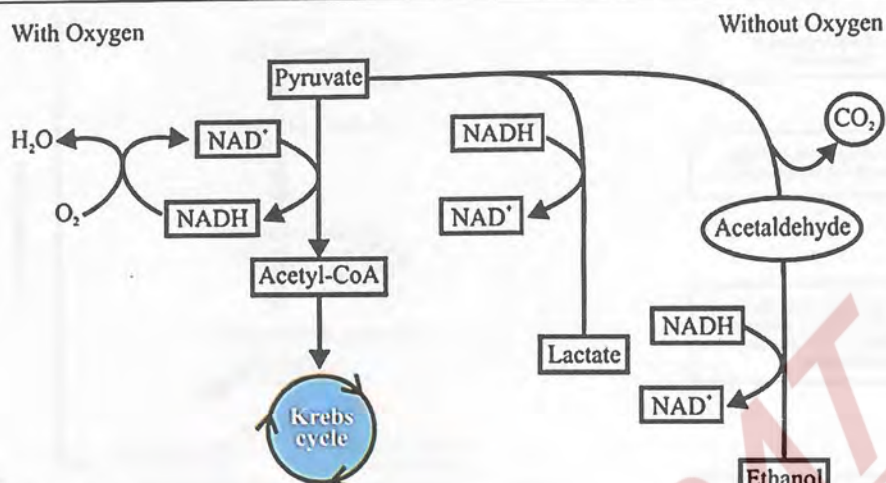 With Oxygen
Without Oxygen
Pyruvate
H₂O
NAD⁺
NADH
CO₂
O₂
NADH
NAD⁺
Acetaldehyde
Acetyl-CoA
NADH
Lactate
NAD⁺
Krebs
cycle
Ethanol